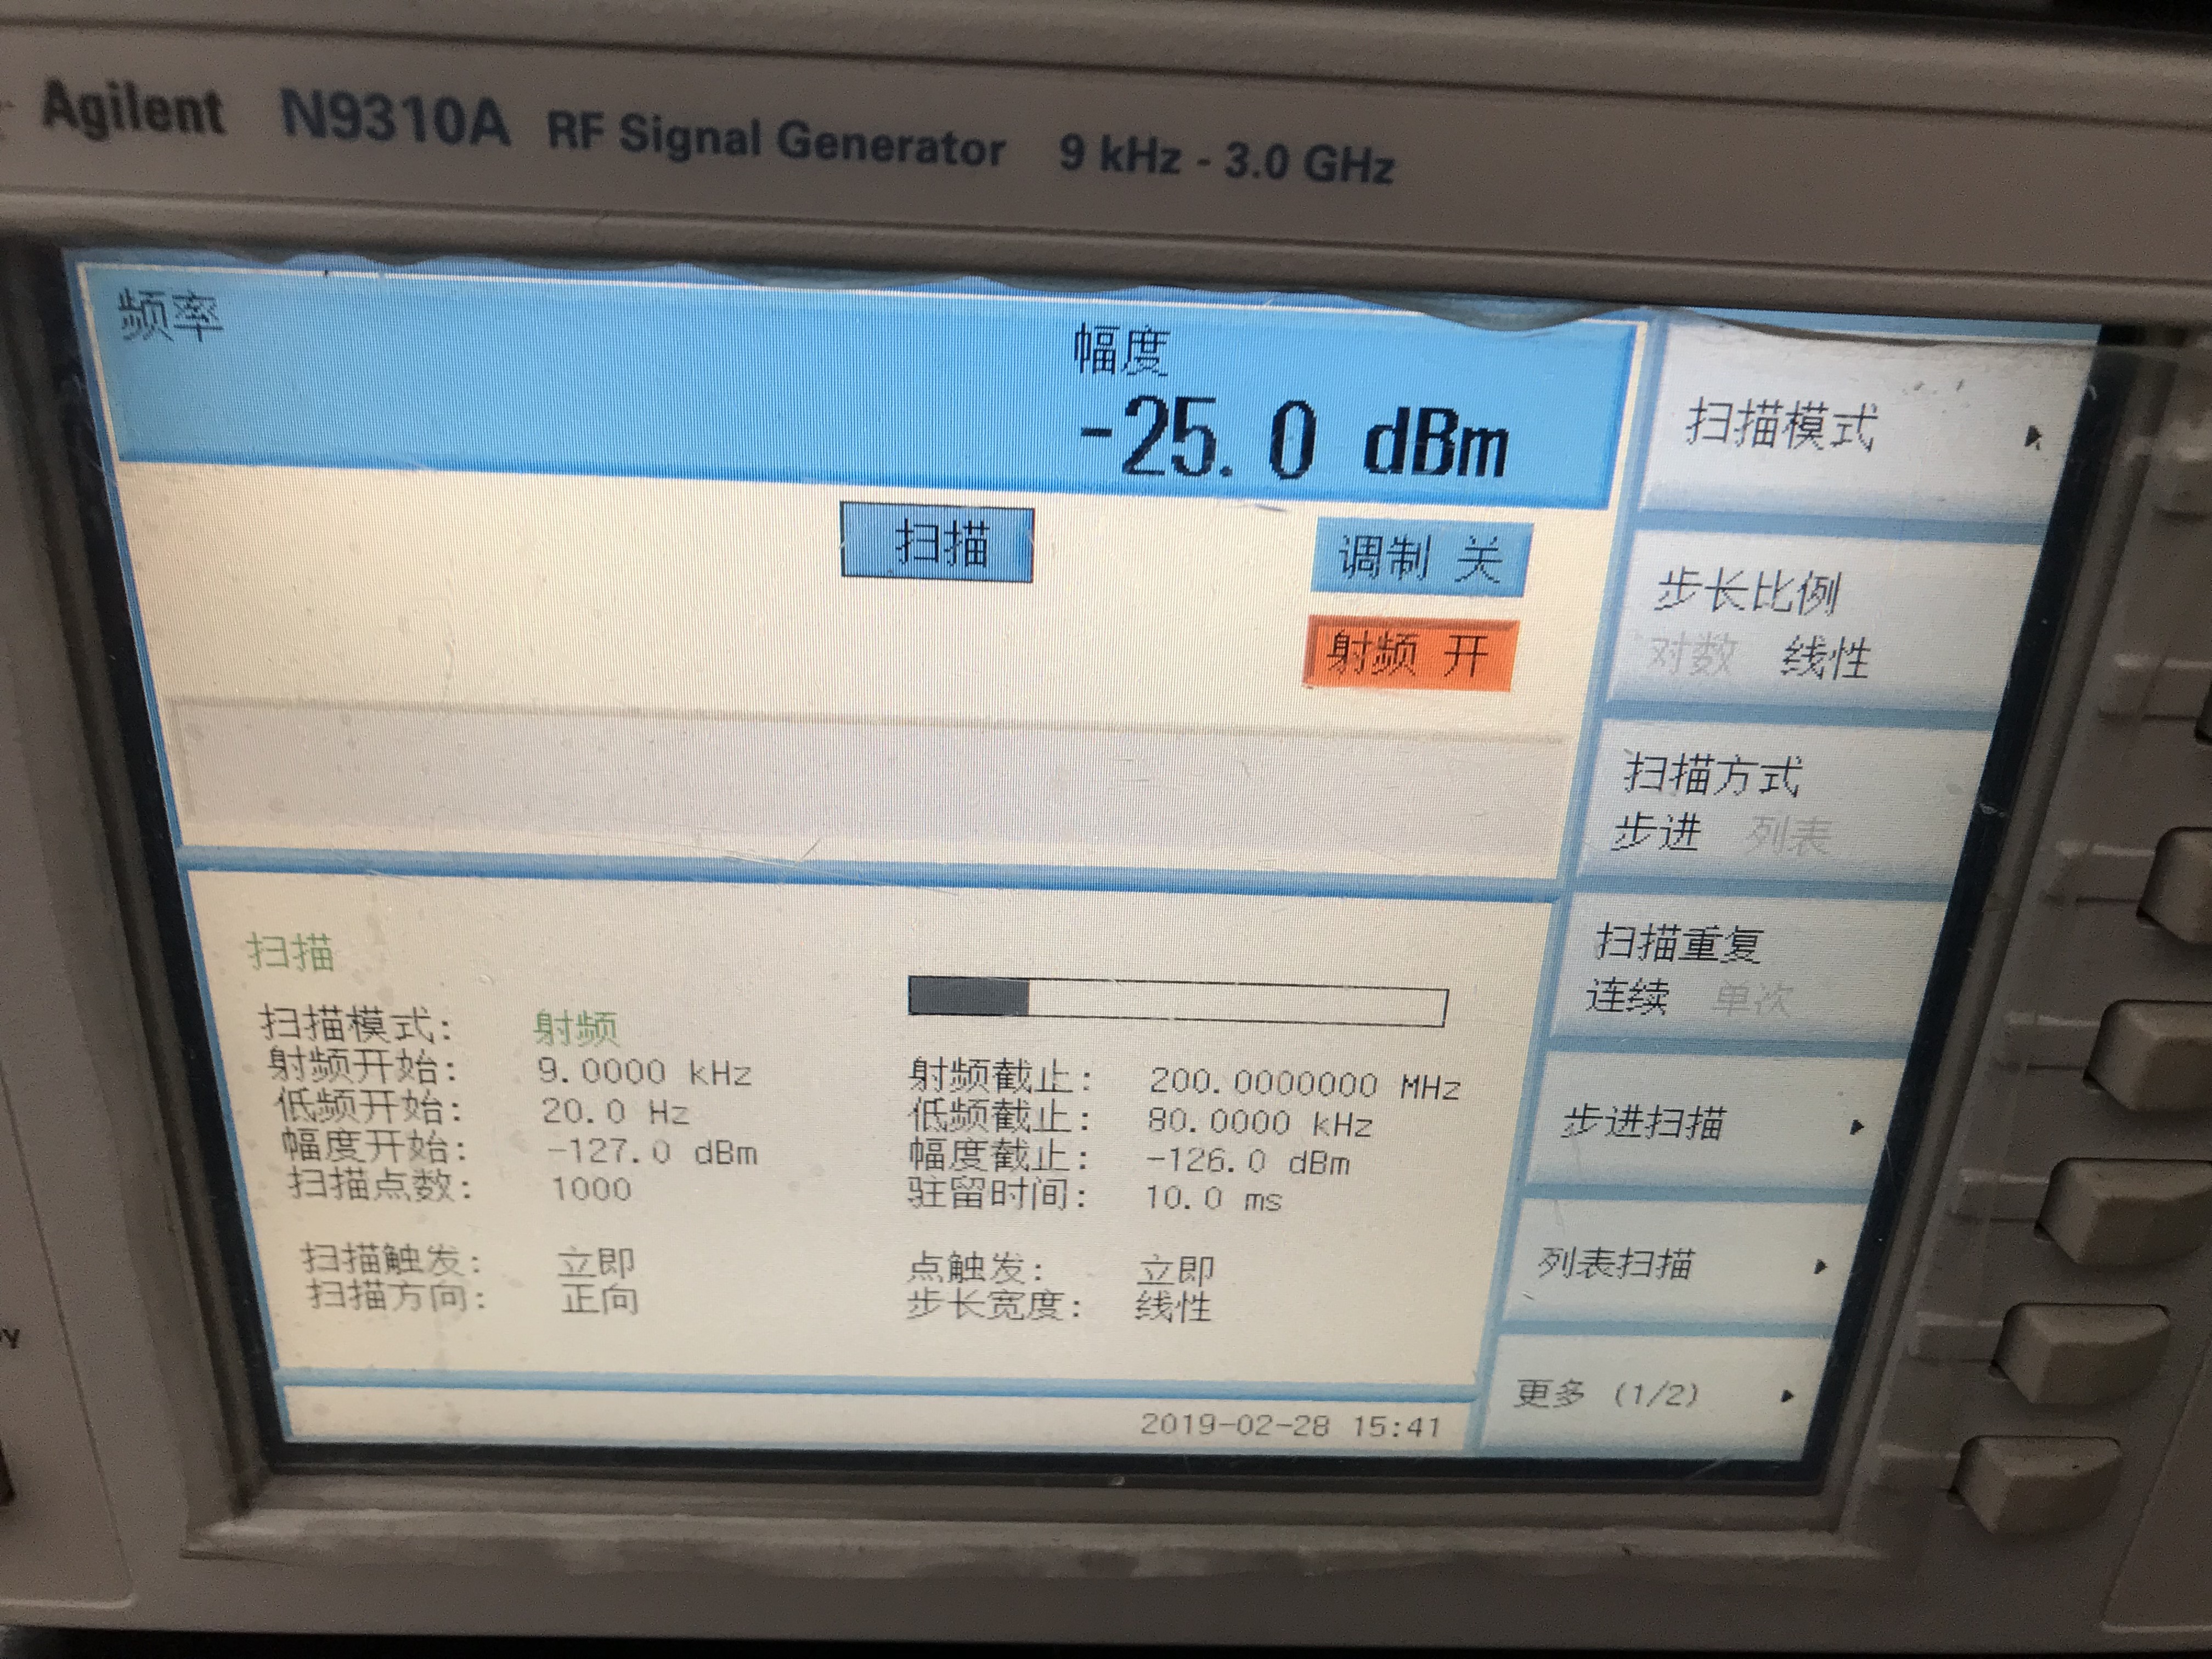 Agilent N9310A RF Signal Generator 9 kHz - 3.0 GHz
频率
幅度
-25.0 dBm
扫描
调制 关
射频 开
扫描
扫描模式: 射频
射频开始: 9.0000 kHz 射频截止: 200.0000000 MHz
低频开始: 20.0 Hz 低频截止: 80.0000 kHz
幅度开始: -127.0 dBm 幅度截止: -126.0 dBm
扫描点数: 1000 驻留时间: 10.0 ms
扫描触发: 立即 点触发: 立即
扫描方向: 正向 步长宽度: 线性
2019-02-28 15:41
扫描模式
步长比例
对数 线性
扫描方式
步进 列表
扫描重复
连续 单次
步进扫描
列表扫描
更多 (1/2)